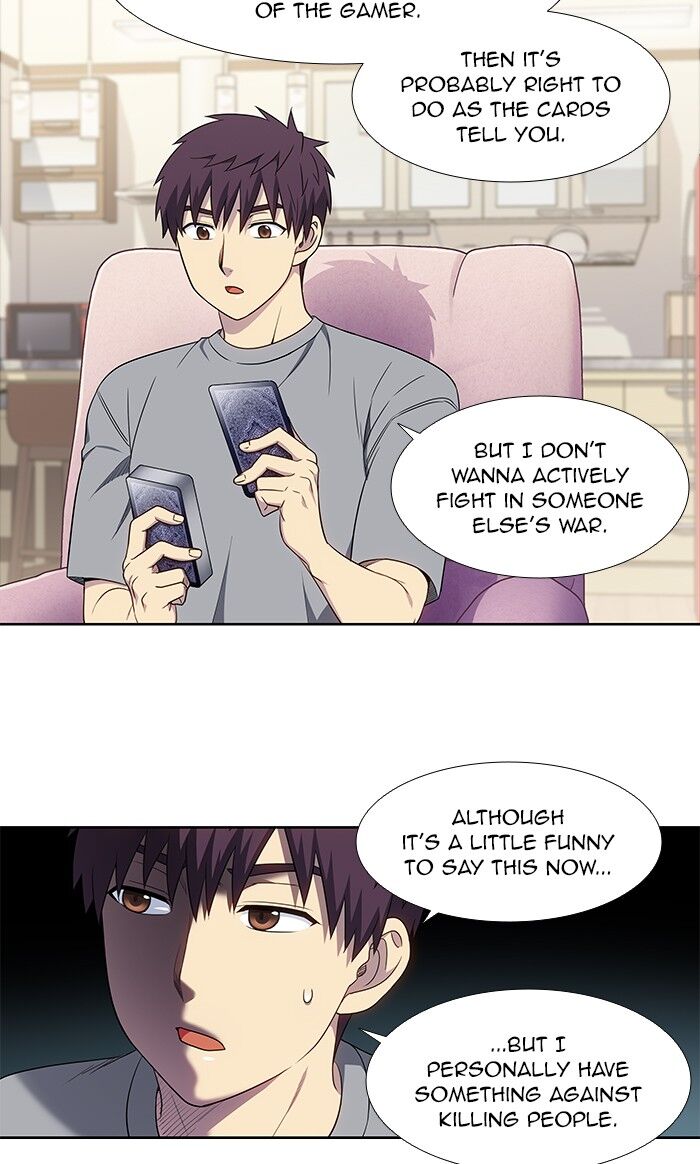 OF THE GAMER.
THEN IT'S
PROBABLY RIGHT TO
DO AS THE CARDS
TELL YOU.
BUT I DON'T
WANNA ACTIVELY
FIGHT IN SOMEONE
ELSE'S WAR.
ALTHOUGH
IT'S A LITTLE FUNNY
TO SAY THIS NOW...
...BUT I
PERSONALLY HAVE
SOMETHING AGAINST
KILLING PEOPLE.